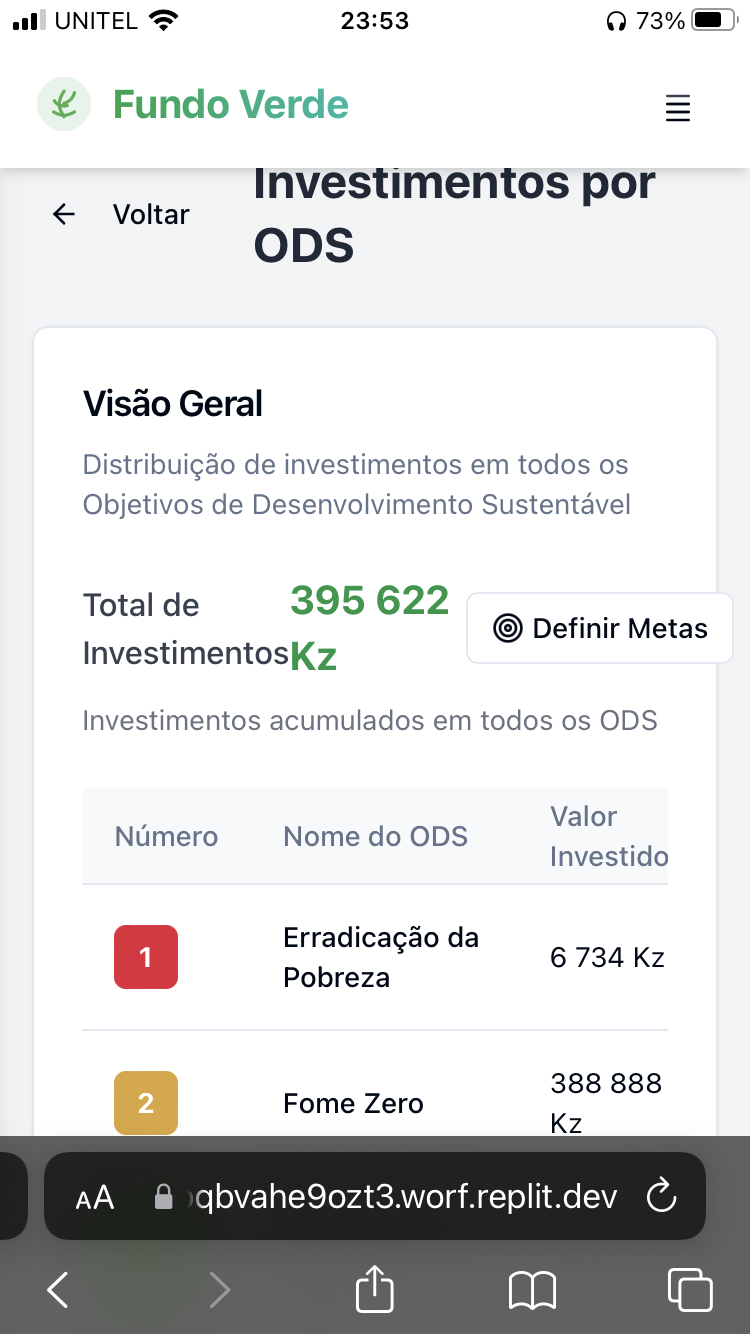 UNITEL
23:53
73%
Fundo Verde
Voltar
Investimentos por
ODS
Visão Geral
Distribuição de investimentos em todos os
Objetivos de Desenvolvimento Sustentável
Total de
Investimentos
395 622
Kz
Definir Metas
Investimentos acumulados em todos os ODS
Número
Nome do ODS
Valor
Investido
1
Erradicação da
Pobreza
6 734 Kz
2
Fome Zero
388 888
Kz
AA
qbvahe9ozt3.worf.replit.dev